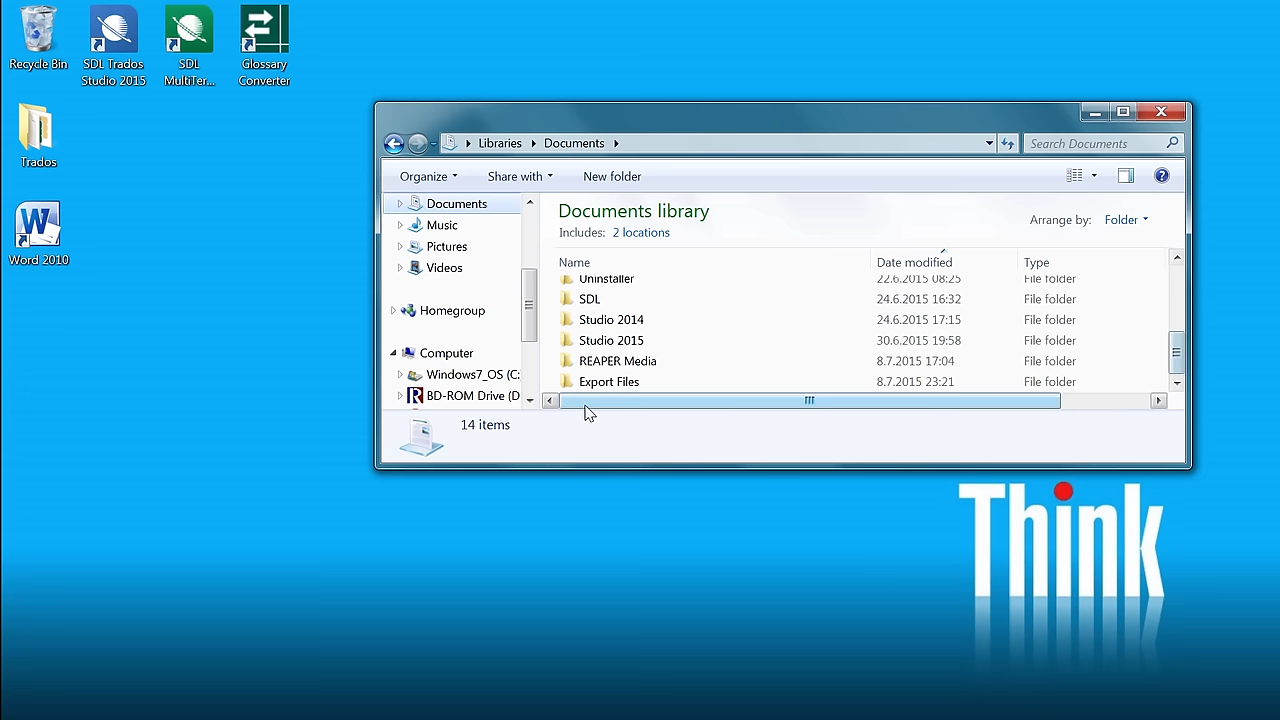 Recycle Bin
SDL Trados
Studio 2015
SDL
MultiTer...
Glossary
Converter
Trados
W
Word 2010
Libraries
Documents
Search Documents
Organize
Share with
New folder
Documents
Music
Pictures
Videos
Homegroup
Computer
Windows7_OS (C:
BD-ROM Drive (D
Documents library
Includes: 2 locations
Arrange by: Folder
Name Date modified Type
Uninstaller 22.6.2015 08:25 File folder
SDL 24.6.2015 16:32 File folder
Studio 2014 24.6.2015 17:15 File folder
Studio 2015 30.6.2015 19:58 File folder
REAPER Media 8.7.2015 17:04 File folder
Export Files 8.7.2015 23:21 File folder
14 items
Think